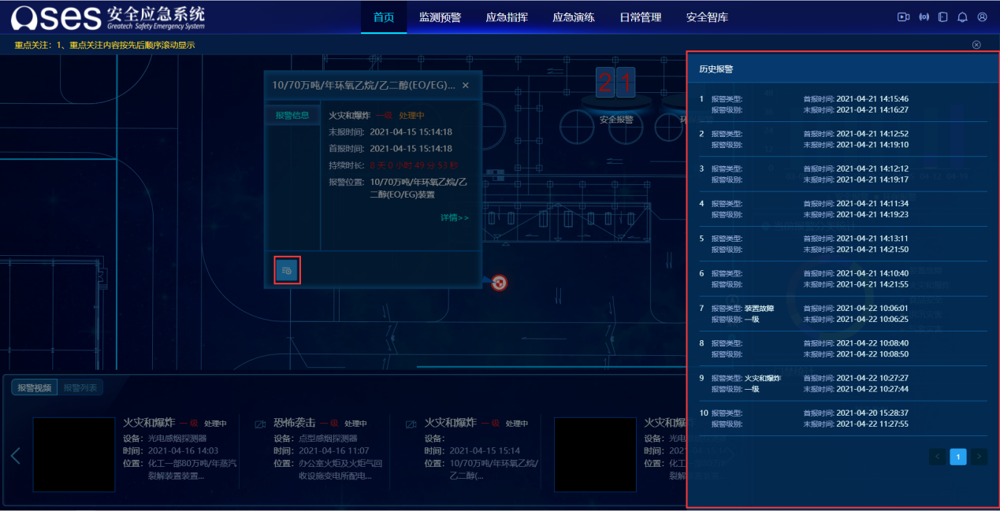 Oses 安全应急系统
Greatech Safety Emergency System
首页 监测预警 应急指挥 应急演练 日常管理 安全智库
重点关注: 1、重点关注内容按先后顺序滚动显示
10/70万吨/年环氧乙烷/乙二醇(EO/EG)... ×
报警信息
火灾和爆炸 一级 处理中
末报时间: 2021-04-15 15:14:18
首报时间: 2021-04-15 15:14:18
持续时长: 8 天 0 小时 49 分 53 秒
报警位置: 10/70万吨/年环氧乙烷/乙
二醇(EO/EG)装置
详情>>
21
安全报警
历史报警
1 报警类型: 首报时间: 2021-04-21 14:15:46
报警级别: 末报时间: 2021-04-21 14:16:27
2 报警类型: 首报时间: 2021-04-21 14:12:52
报警级别: 末报时间: 2021-04-21 14:19:10
3 报警类型: 首报时间: 2021-04-21 14:12:12
报警级别: 末报时间: 2021-04-21 14:19:17
4 报警类型: 首报时间: 2021-04-21 14:11:34
报警级别: 末报时间: 2021-04-21 14:19:23
5 报警类型: 首报时间: 2021-04-21 14:13:11
报警级别: 末报时间: 2021-04-21 14:21:50
6 报警类型: 首报时间: 2021-04-21 14:10:40
报警级别: 末报时间: 2021-04-21 14:21:55
7 报警类型: 装置故障 首报时间: 2021-04-22 10:06:01
报警级别: 一级 末报时间: 2021-04-22 10:06:25
8 报警类型: 首报时间: 2021-04-22 10:08:40
报警级别: 末报时间: 2021-04-22 10:08:50
9 报警类型: 火灾和爆炸 首报时间: 2021-04-22 10:27:27
报警级别: 一级 末报时间: 2021-04-22 10:27:44
10 报警类型: 首报时间: 2021-04-20 15:28:37
报警级别: 末报时间: 2021-04-22 11:27:55
< 1 >
报警视频 报警列表
火灾和爆炸 一级 处理中
设备: 光电感烟探测器
时间: 2021-04-16 14:03
位置: 化工一部80万吨/年蒸汽
裂解装置装置...
恐怖袭击 一级 处理中
设备: 点型感烟探测器
时间: 2021-04-16 11:07
位置: 办公室火炬及火炬气回
收设施变电所配电...
火灾和爆炸 一级 处理中
设备:
时间: 2021-04-15 15:14
位置: 10/70万吨/年环氧乙烷/
乙二醇(...
火灾和爆
设备: 光电
时间: 202
位置: 化工
裂解